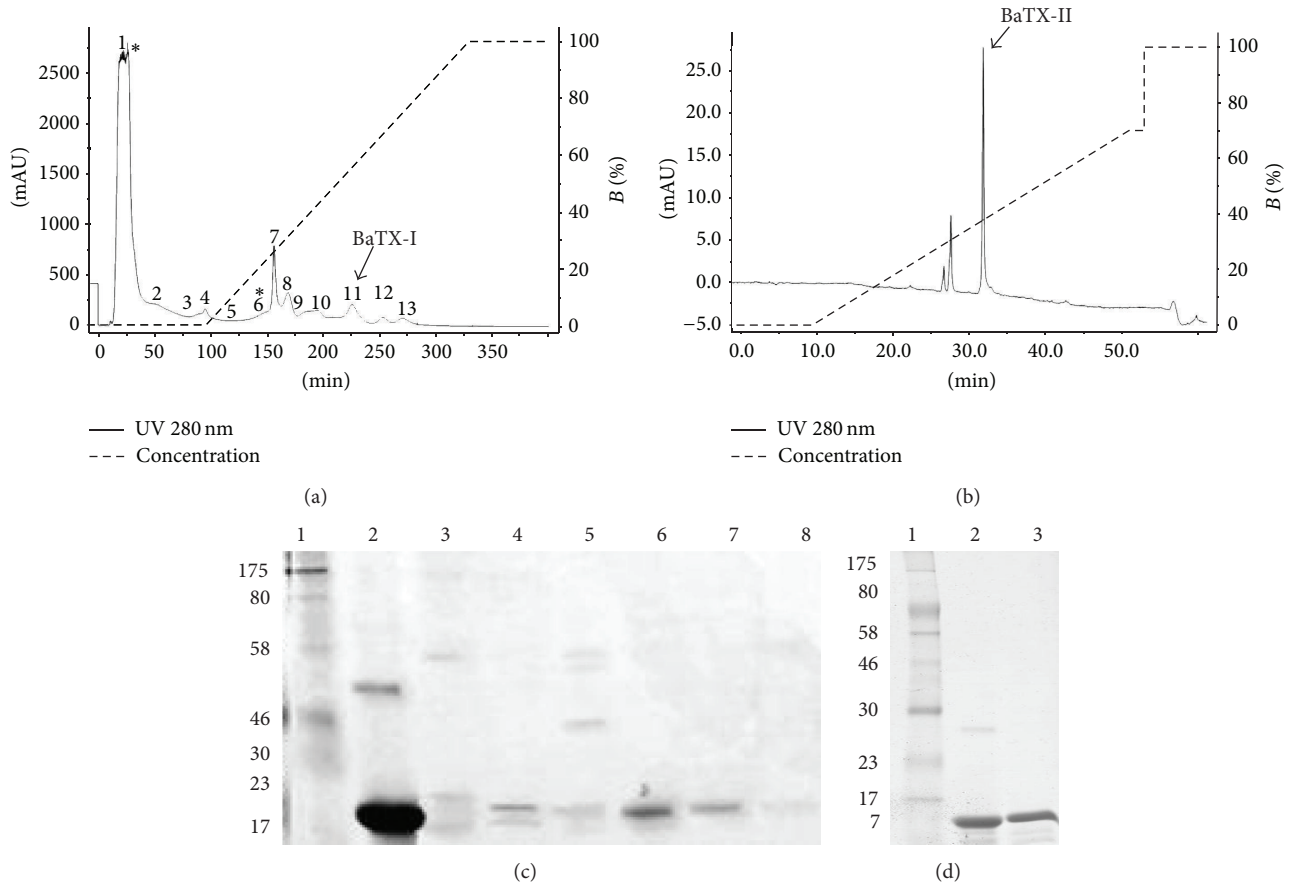 1 *
2500
2000
1500
1000
500
0
(mAU)
2 3 4 5 6 * 7 8 9 10 11 12 13
BaTX-I
100
80
60
40
20
0
B (%)
0 50 100 150 200 250 300 350
(min)
UV 280 nm
Concentration
(a)
BaTX-II
25.0
20.0
15.0
10.0
5.0
0.0
−5.0
(mAU)
100
80
60
40
20
0
B (%)
0.0 10.0 20.0 30.0 40.0 50.0
(min)
UV 280 nm
Concentration
(b)
1 2 3 4 5 6 7 8
175
80
58
46
30
23
17
(c)
1 2 3
175
80
58
46
30
23
17
7
(d)